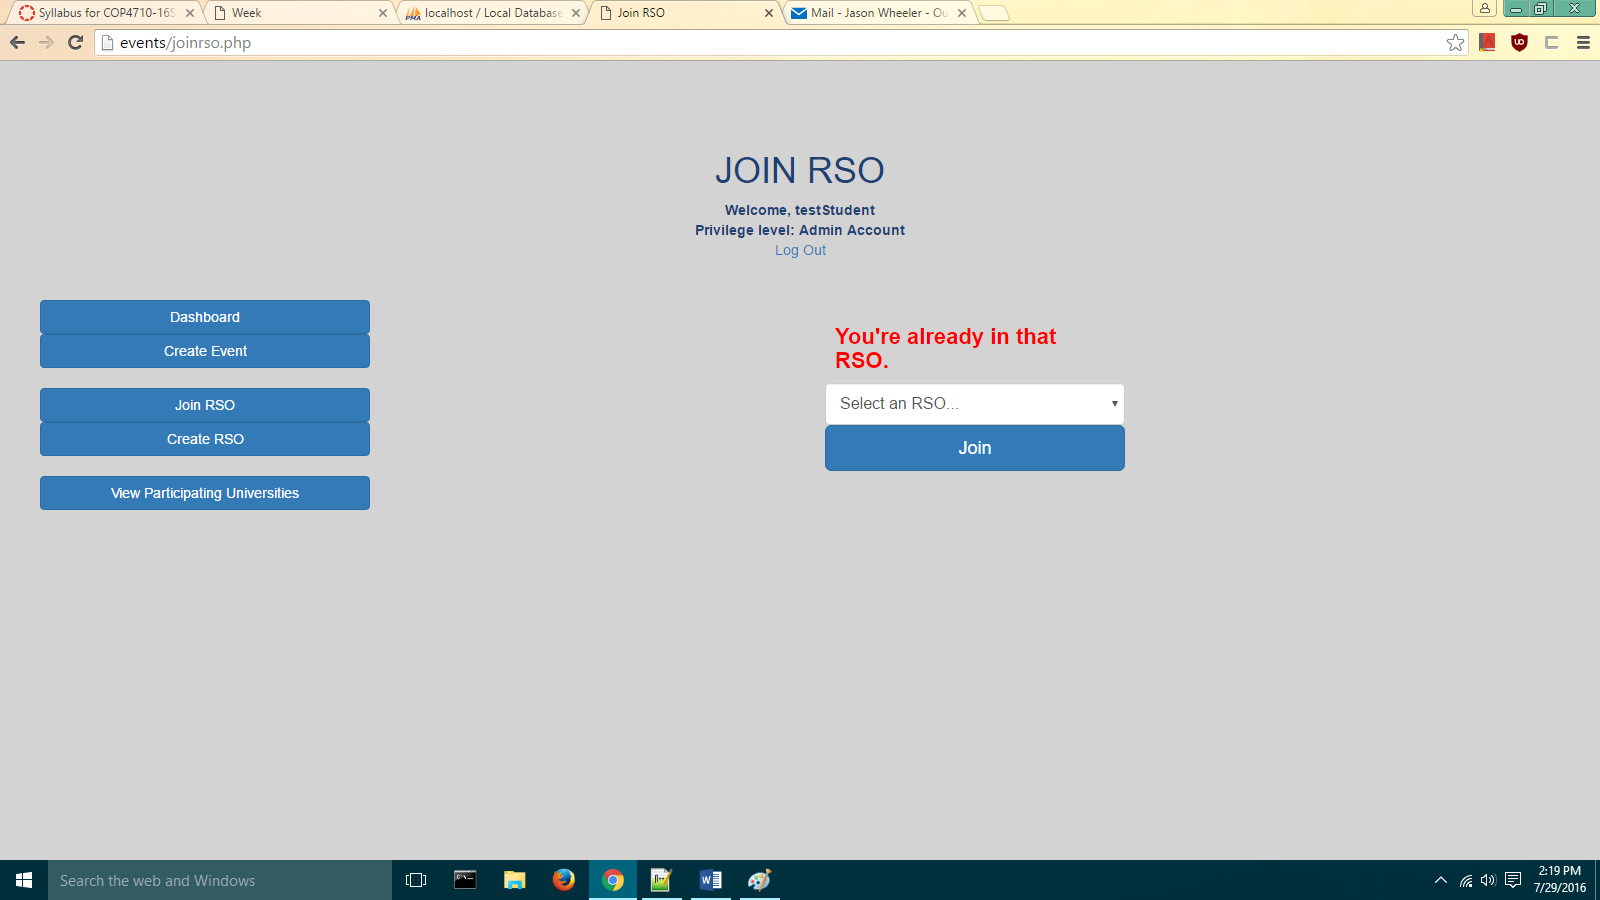 Syllabus for COP4710-16S
Week
localhost / Local Database
Join RSO
Mail - Jason Wheeler - Ou
events/joinrso.php
JOIN RSO
Welcome, testStudent
Privilege level: Admin Account
Log Out
Dashboard
Create Event
Join RSO
Create RSO
View Participating Universities
You're already in that
RSO.
Select an RSO...
Join
Search the web and Windows
2:19 PM
7/29/2016